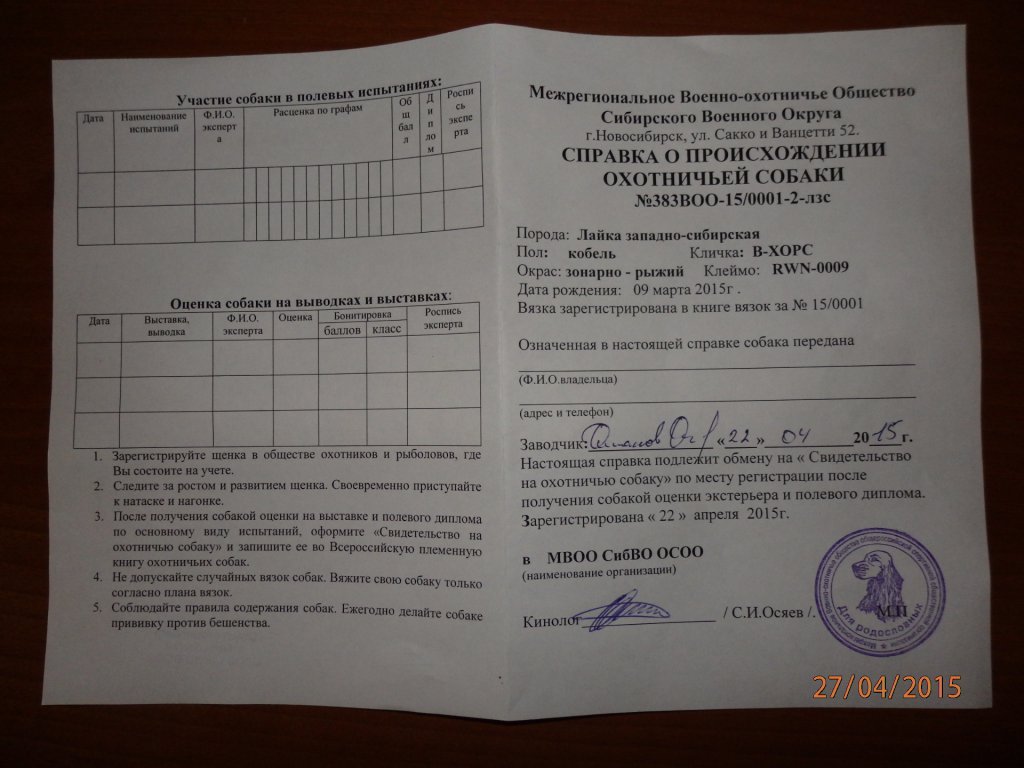 Участие собаки в полевых испытаниях:
Дата
Наименование испытаний
Ф.И.О. эксперт а
Расценка по графам
Об щ бал л
Д и п ло м
Роспи сь экспе рта
Оценка собаки на выводках и выставках:
Дата
Выставка, выводка
Ф.И.О. эксперта
Оценка
Бонитировка
баллов
класс
Роспись эксперта
1. Зарегистрируйте щенка в обществе охотников и рыболовов, где
Вы состоите на учете.
2. Следите за ростом и развитием щенка. Своевременно приступайте
к натаске и нагонке.
3. После получения собакой оценки на выставке и полевого диплома
по основному виду испытаний, оформите «Свидетельство на
охотничью собаку» и запишите ее во Всероссийскую племенную
книгу охотничьих собак.
4. Не допускайте случайных вязок собак. Вяжите свою собаку только
согласно плана вязок.
5. Соблюдайте правила содержания собак. Ежегодно делайте собаке
прививку против бешенства.
Межрегиональное Военно-охотничье Общество
Сибирского Военного Округа
г.Новосибирск, ул. Сакко и Ванцетти 52.
СПРАВКА О ПРОИСХОЖДЕНИИ
ОХОТНИЧЬЕЙ СОБАКИ
№383ВОО-15/0001-2-лзс
Порода: Лайка западно-сибирская
Пол: кобель Кличка: В-ХОРС
Окрас: зонарно - рыжий Клеймо: RWN-0009
Дата рождения: 09 марта 2015г .
Вязка зарегистрирована в книге вязок за № 15/0001
Означенная в настоящей справке собака передана
(Ф.И.О.владельца)
(адрес и телефон)
Заводчик: « 22 » 04 2015 г.
Настоящая справка подлежит обмену на « Свидетельство
на охотничью собаку» по месту регистрации после
получения собакой оценки экстерьера и полевого диплома.
Зарегистрирована « 22 » апреля 2015г.
в МВОО СибВО ОСОО
(наименование организации)
Кинолог / С.И.Осяев /.
М.П
Для родословных
27/04/2015